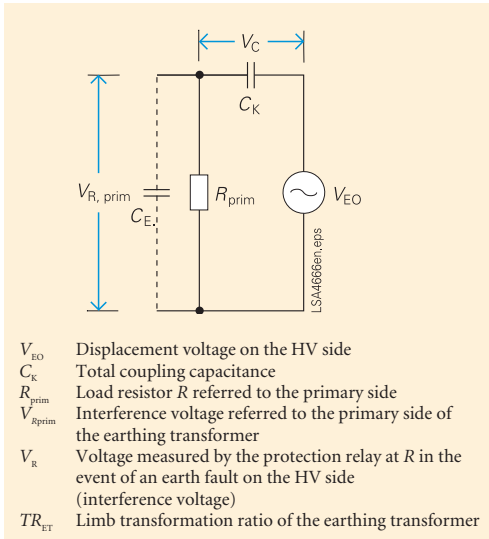 V_C
C_K
V_R, prim
C_E.
R_prim
V_EO
LSA4666en.eps
V_EO Displacement voltage on the HV side
C_K Total coupling capacitance
R_prim Load resistor R referred to the primary side
V_Rprim Interference voltage referred to the primary side of
the earthing transformer
V_R Voltage measured by the protection relay at R in the
event of an earth fault on the HV side
(interference voltage)
TR_ET Limb transformation ratio of the earthing transformer